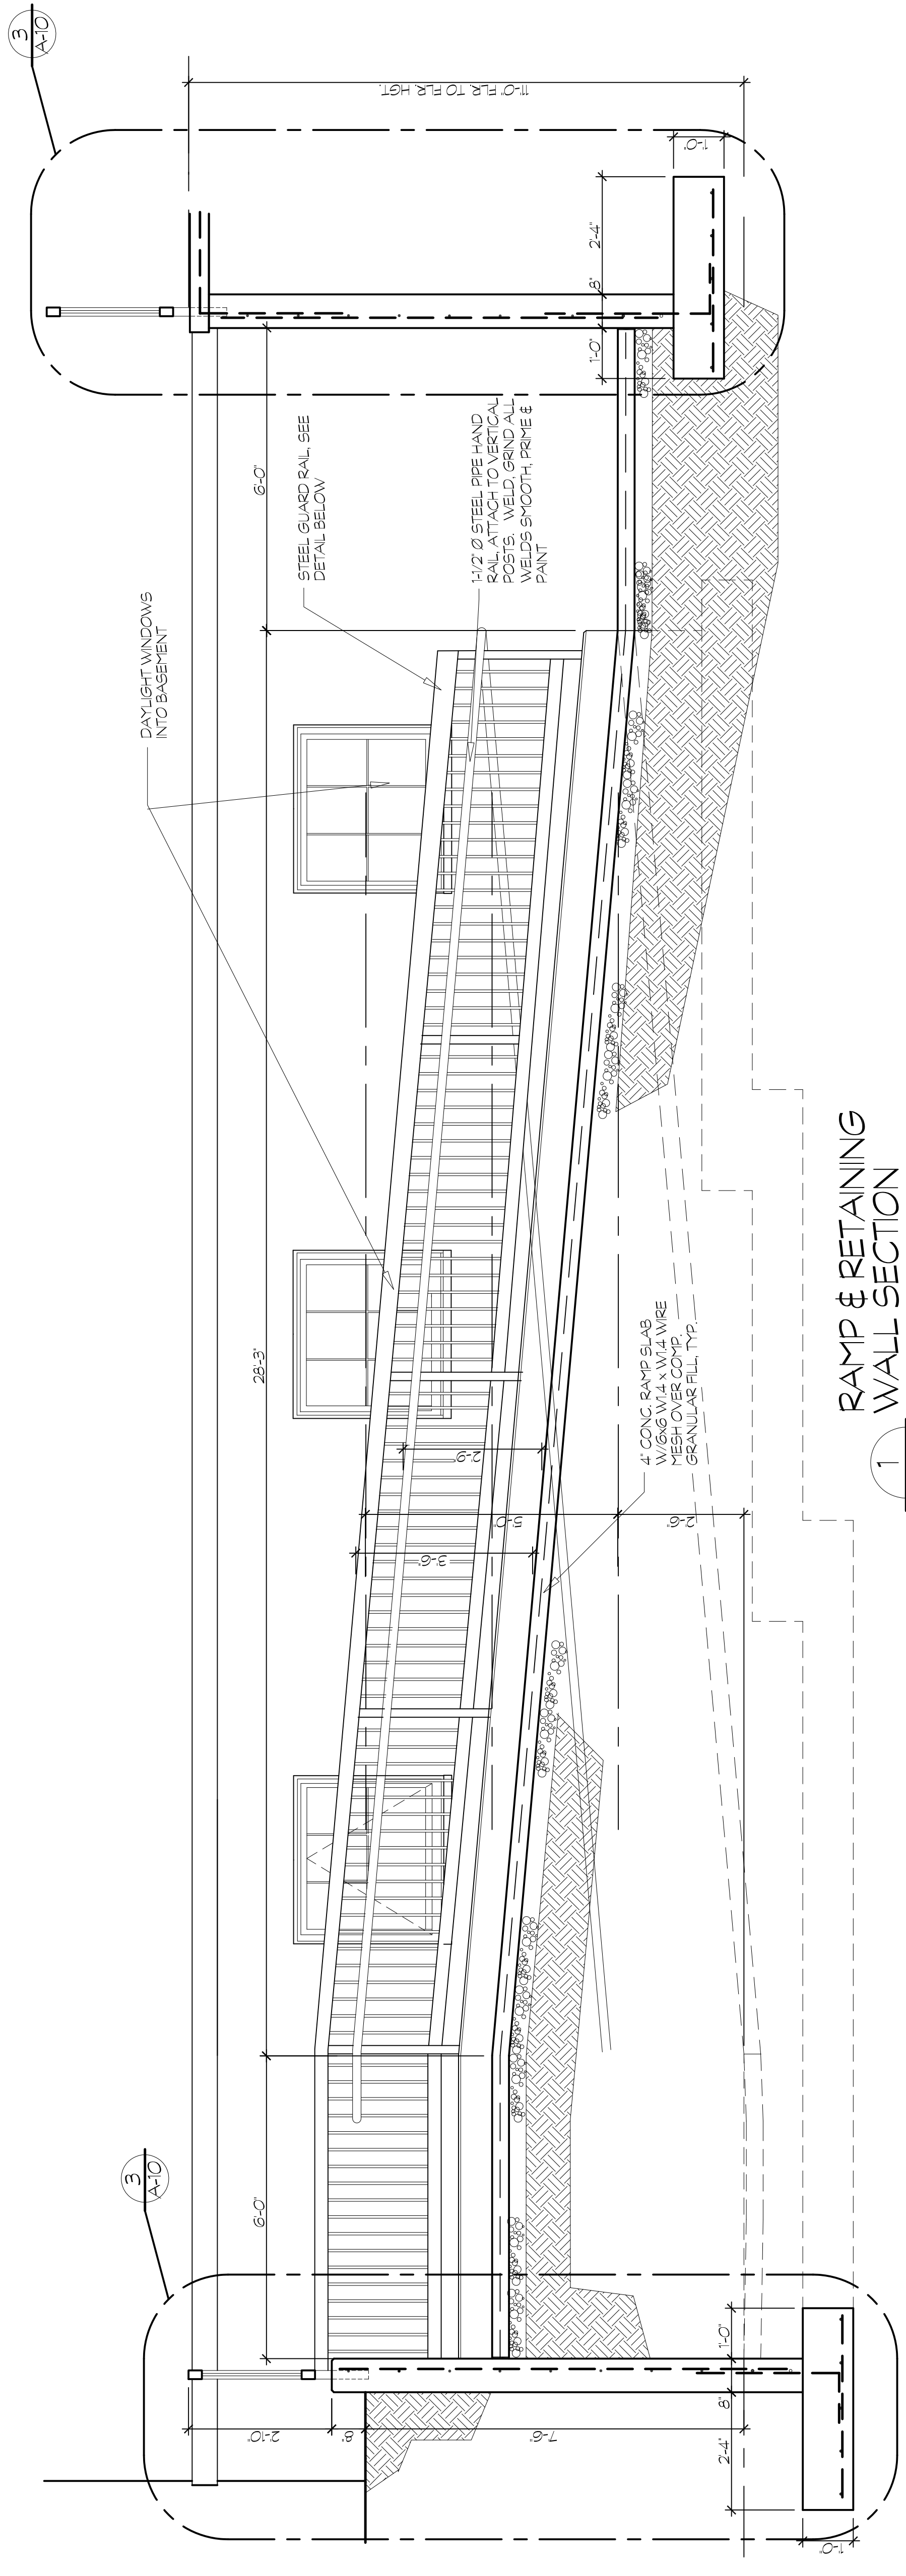 3
A-10
3
A-10
11'-0" FLR. TO FLR. HGT.
DAYLIGHT WINDOWS
INTO BASEMENT
6'-0"
28'-3"
6'-0"
STEEL GUARD RAIL, SEE
DETAIL BELOW
1-1/2" Ø STEEL PIPE HAND
RAIL, ATTACH TO VERTICAL
POSTS. WELD, GRIND ALL
WELDS SMOOTH, PRIME &
PAINT
2'-10"
8"
7'-6"
3'-6"
2'-9"
5'-0"
2'-6"
1'-0"
8"
2'-4"
1'-0"
2'-4"
8"
1'-0"
1'-0"
4" CONC. RAMP SLAB
W/6x6 W1.4 x W1.4 WIRE
MESH OVER COMP.
GRANULAR FILL, TYP.
1
RAMP & RETAINING
WALL SECTION